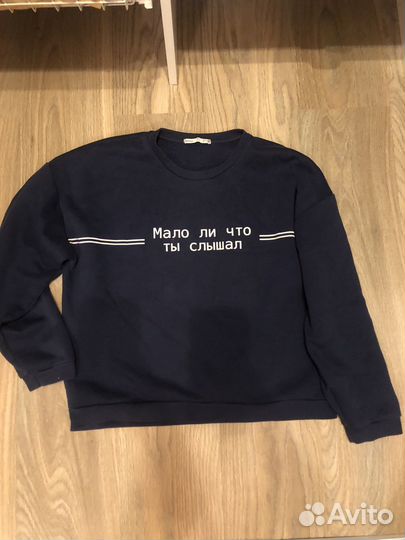 Мало ли что
ты слышал
Avito